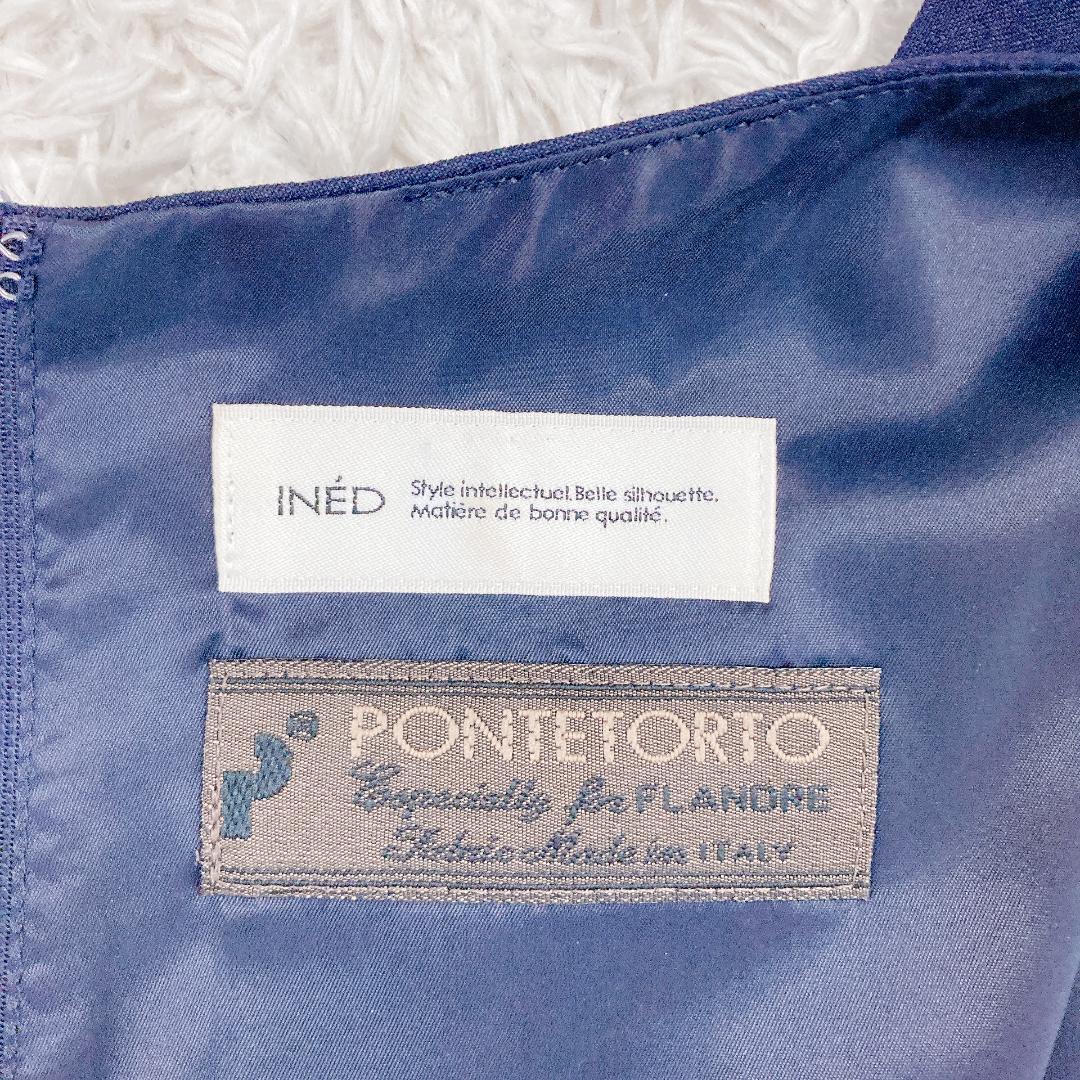 INÉD
Style intellectuel. Belle silhouette.
Matière de bonne qualité.
PONTETORTO
Especially for FLANDRE
Fabric Made in ITALY